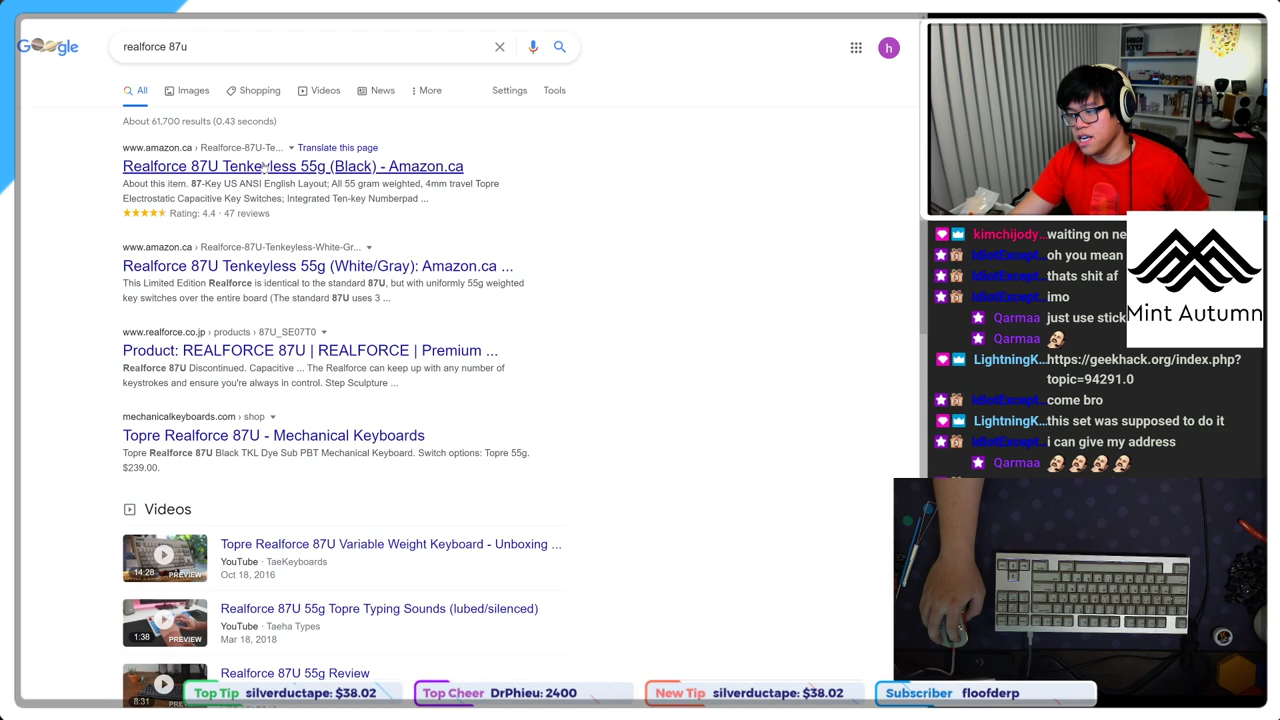 Google
realforce 87u
h
All
Images
Shopping
Videos
News
More
Settings
Tools
About 61,700 results (0.43 seconds)
www.amazon.ca › Realforce-87U-Te... Translate this page
Realforce 87U Tenkeyless 55g (Black) - Amazon.ca
About this item. 87-Key US ANSI English Layout; All 55 gram weighted, 4mm travel Topre
Electrostatic Capacitive Key Switches; Integrated Ten-key Numberpad ...
Rating: 4.4 · 47 reviews
www.amazon.ca › Realforce-87U-Tenkeyless-White-Gr...
Realforce 87U Tenkeyless 55g (White/Gray): Amazon.ca ...
This Limited Edition Realforce is identical to the standard 87U, but with uniformly 55g weighted
key switches over the entire board (The standard 87U uses 3 ...
www.realforce.co.jp › products › 87U_SE07T0
Product: REALFORCE 87U | REALFORCE | Premium ...
Realforce 87U Discontinued. Capacitive ... The Realforce can keep up with any number of
keystrokes and ensure you're always in control. Step Sculpture ...
mechanicalkeyboards.com › shop
Topre Realforce 87U - Mechanical Keyboards
Topre Realforce 87U Black TKL Dye Sub PBT Mechanical Keyboard. Switch options: Topre 55g.
$239.00.
Videos
14:28
PREVIEW
Topre Realforce 87U Variable Weight Keyboard - Unboxing ...
YouTube · TaeKeyboards
Oct 18, 2016
1:38
PREVIEW
Realforce 87U 55g Topre Typing Sounds (lubed/silenced)
YouTube · Taeha Types
Mar 18, 2018
8:31
PREVIEW
Realforce 87U 55g Review
kimchijody... waiting on ne
IdiotExcept... oh you mean
IdiotExcept... thats shit af
IdiotExcept... imo
Qarmaa just use stick
Qarmaa
LightningK... https://geekhack.org/index.php?
topic=94291.0
IdiotExcept... come bro
LightningK... this set was supposed to do it
IdiotExcept... i can give my address
Qarmaa
Mint Autumn
Top Tip silverductape: $38.02
Top Cheer DrPhieu: 2400
New Tip silverductape: $38.02
Subscriber floofderp